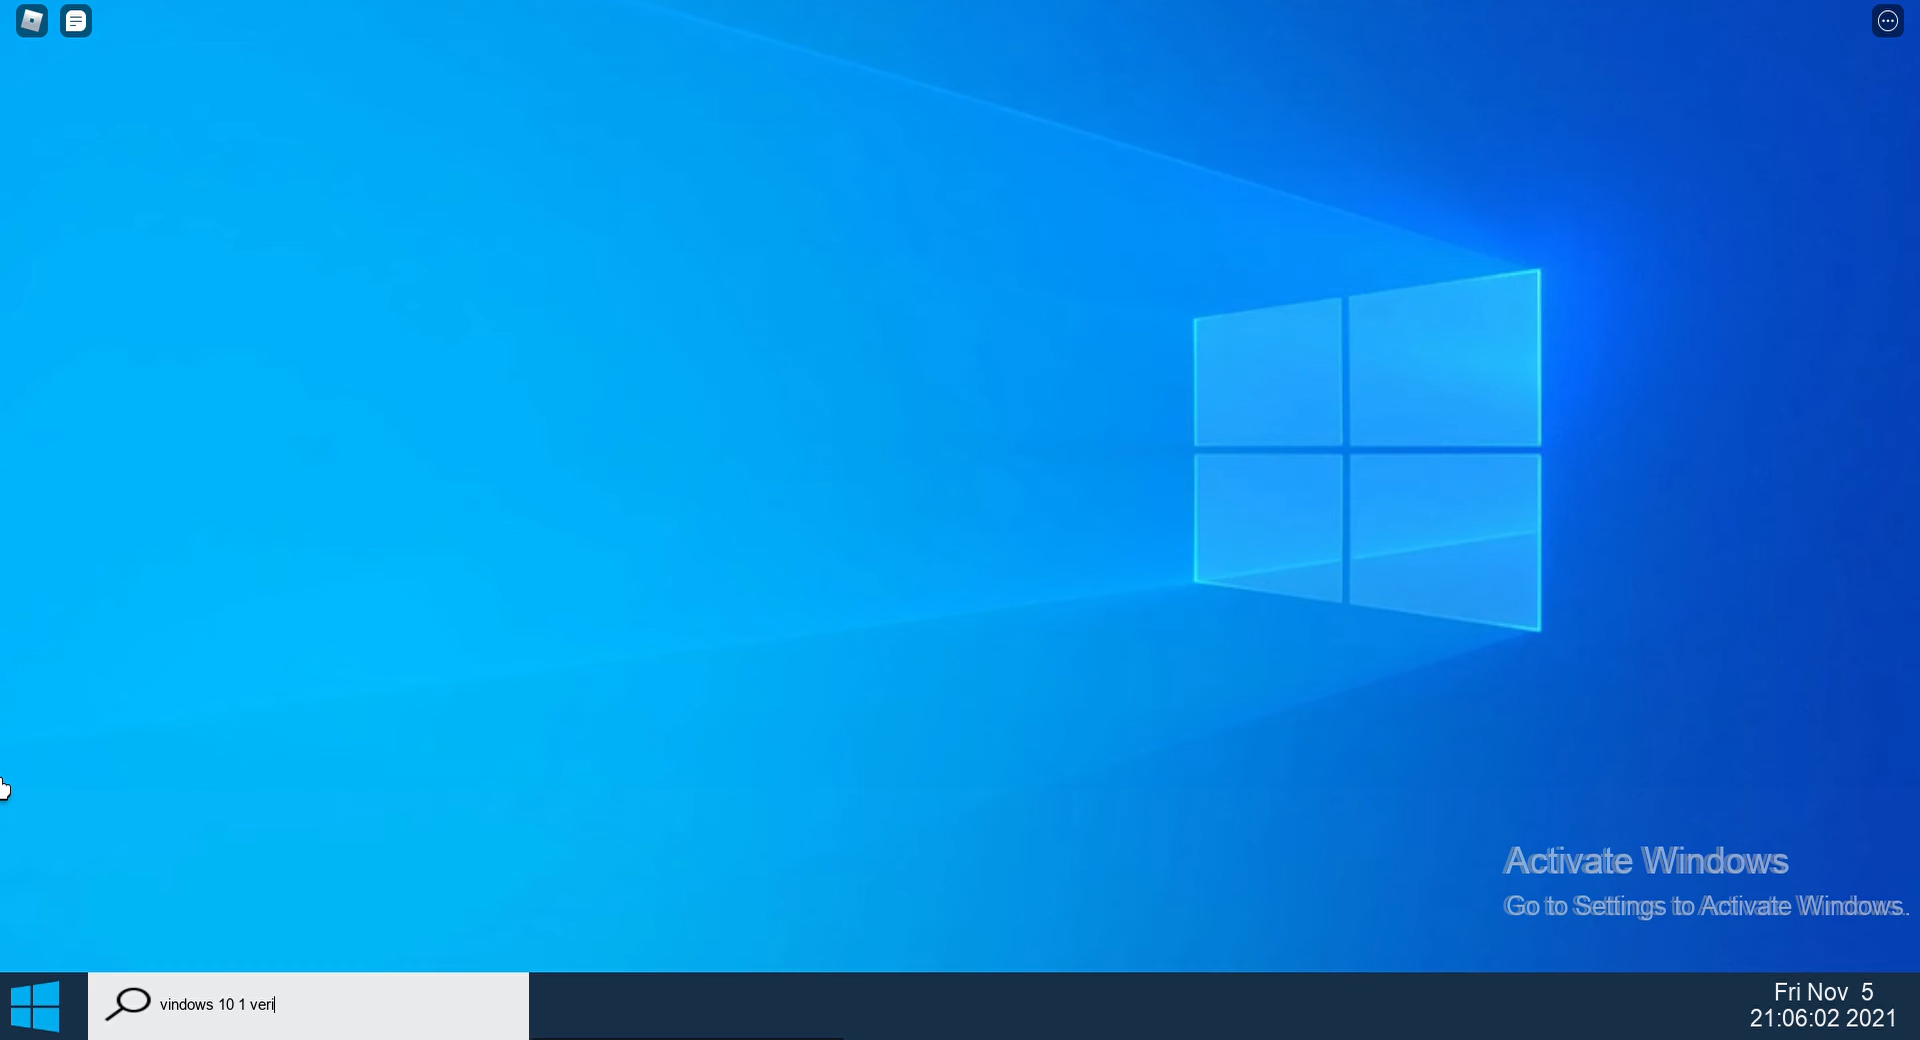 Activate Windows
Go to Settings to Activate Windows.
vindows 10 1 veri
Fri Nov 5
21:06:02 2021